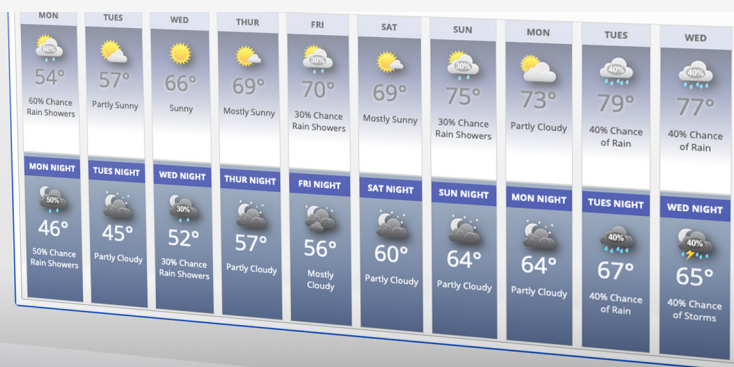 MON
60%
54°
60% Chance
Rain Showers
TUES
57°
Partly Sunny
WED
66°
Sunny
THUR
69°
Mostly Sunny
FRI
30%
70°
30% Chance
Rain Showers
SAT
69°
Mostly Sunny
SUN
30%
75°
30% Chance
Rain Showers
MON
73°
Partly Cloudy
TUES
40%
79°
40% Chance
of Rain
WED
40%
77°
40% Chance
of Rain
MON NIGHT
50%
46°
50% Chance
Rain Showers
TUES NIGHT
45°
Partly Cloudy
WED NIGHT
30%
52°
30% Chance
Rain Showers
THUR NIGHT
57°
Partly Cloudy
FRI NIGHT
56°
Mostly
Cloudy
SAT NIGHT
60°
Partly Cloudy
SUN NIGHT
64°
Partly Cloudy
MON NIGHT
64°
Partly Cloudy
TUES NIGHT
40%
67°
40% Chance
of Rain
WED NIGHT
40%
65°
40% Chance
of Storms